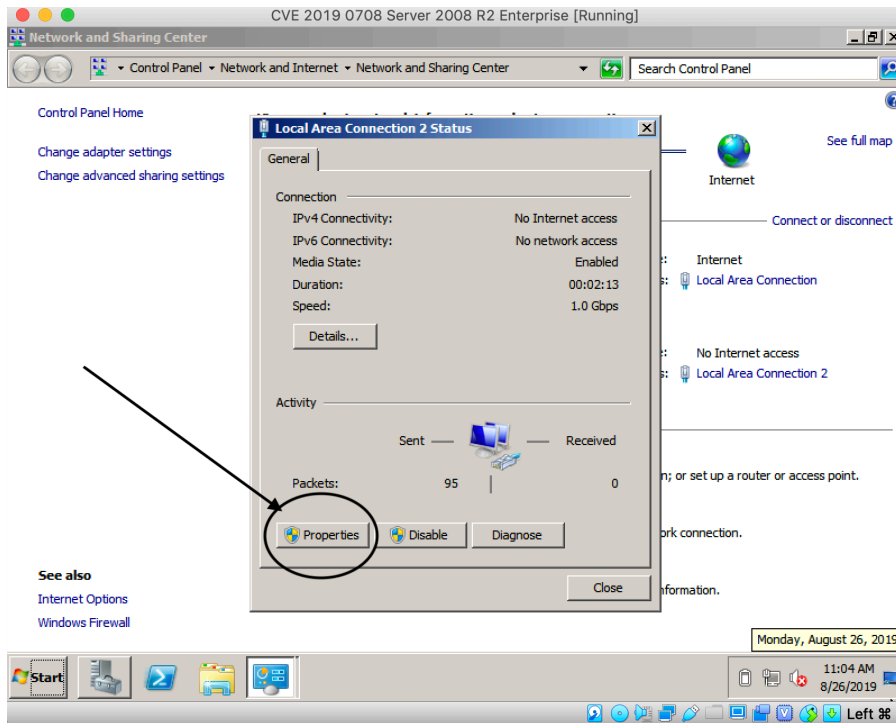 CVE 2019 0708 Server 2008 R2 Enterprise [Running]
Network and Sharing Center
Control Panel Network and Internet Network and Sharing Center
Search Control Panel
Control Panel Home
Change adapter settings
Change advanced sharing settings
See also
Internet Options
Windows Firewall
Local Area Connection 2 Status
General
Connection
IPv4 Connectivity: No Internet access
IPv6 Connectivity: No network access
Media State: Enabled
Duration: 00:02:13
Speed: 1.0 Gbps
Details...
Activity
Sent Received
Packets: 95 0
Properties Disable Diagnose
Close
See full map
Internet
Connect or disconnect
Internet
Local Area Connection
No Internet access
Local Area Connection 2
; or set up a router or access point.
connection.
Monday, August 26, 2019
Start
11:04 AM
8/26/2019
Left ⌘